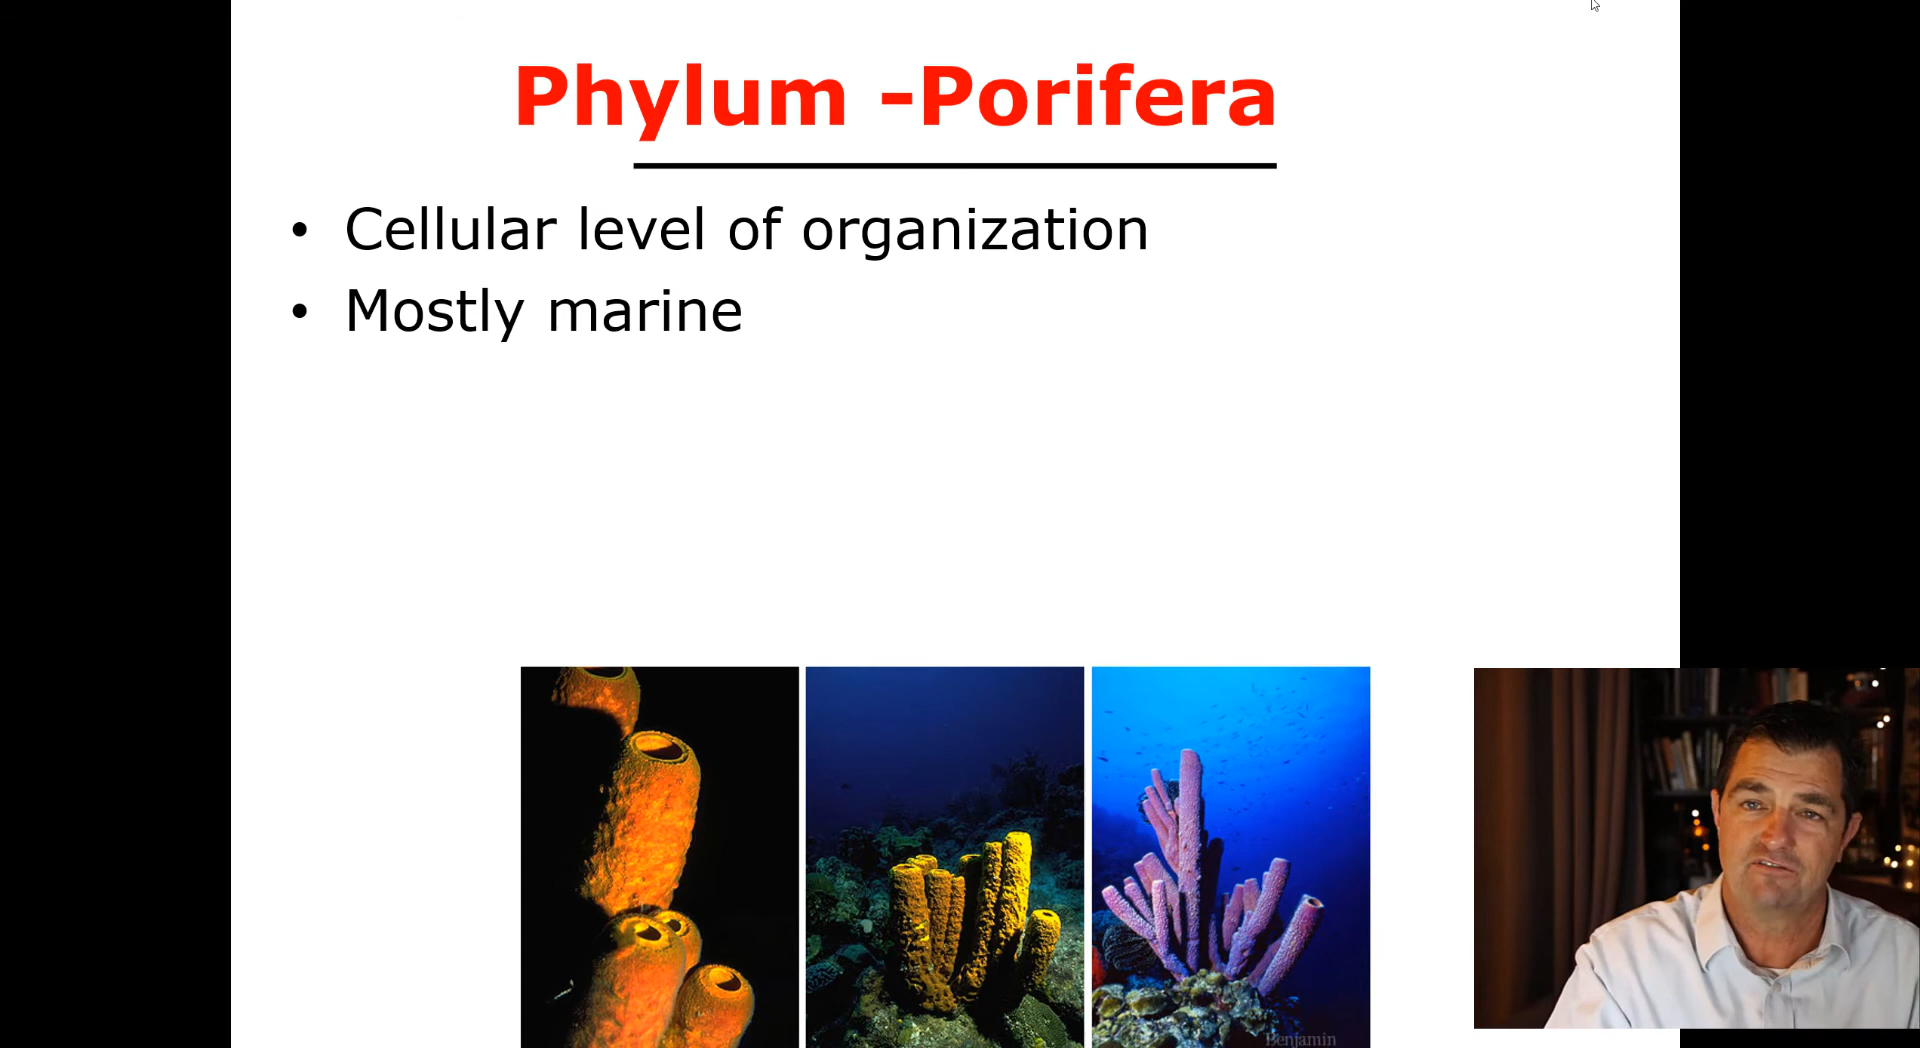 Phylum -Porifera
• Cellular level of organization
• Mostly marine
Benjamin